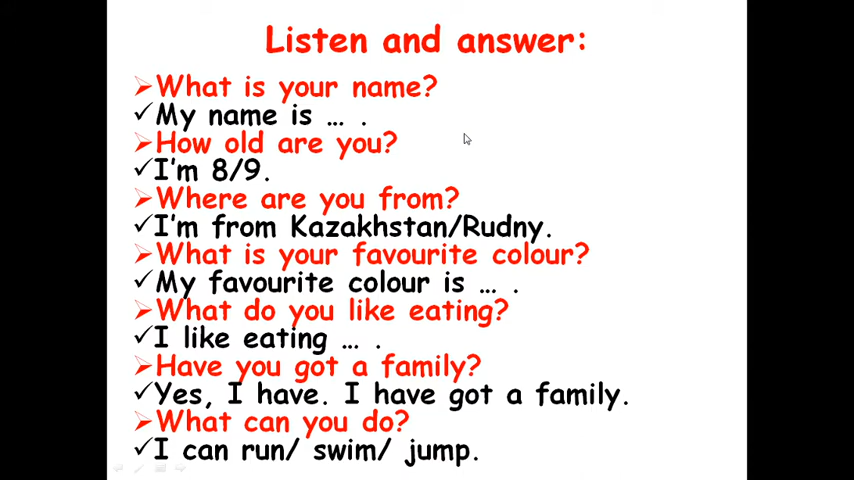 Listen and answer:
What is your name?
My name is ... .
How old are you?
I'm 8/9.
Where are you from?
I'm from Kazakhstan/Rudny.
What is your favourite colour?
My favourite colour is ... .
What do you like eating?
I like eating ... .
Have you got a family?
Yes, I have. I have got a family.
What can you do?
I can run/ swim/ jump.